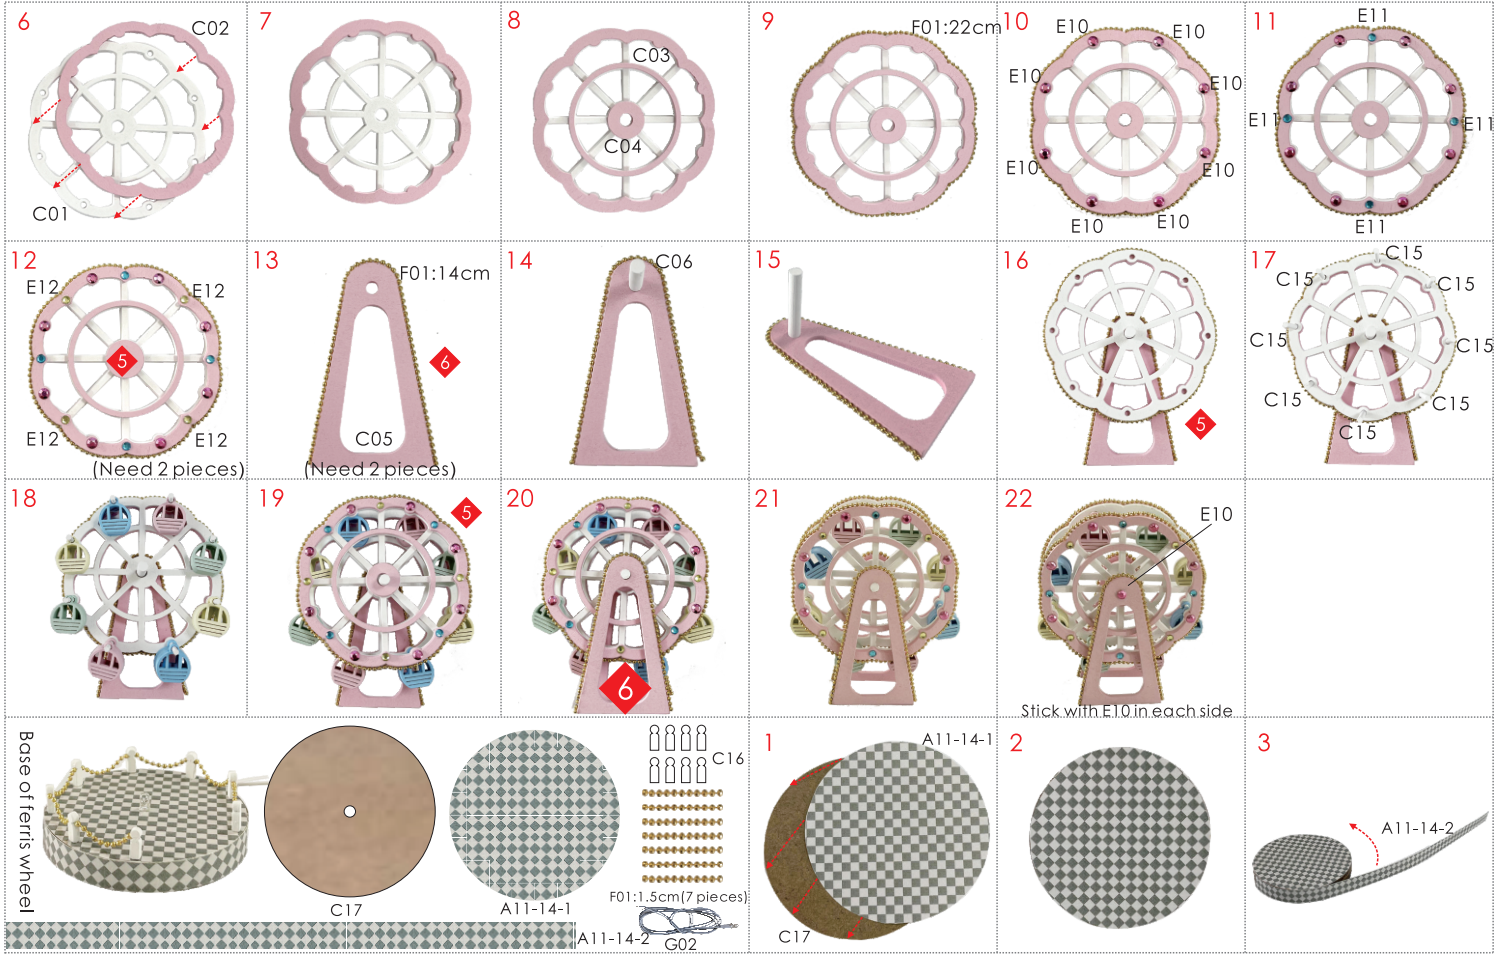 6
C02
C01
7
8
C03
C04
9
F01:22cm
10
E10
E10
E10
E10
E10
E10
E10
E10
11
E11
E11
E11
E11
12
E12
E12
5
E12
E12
(Need 2 pieces)
13
F01:14cm
6
C05
(Need 2 pieces)
14
C06
15
16
5
17
C15
C15
C15
C15
C15
C15
C15
C15
18
19
5
20
6
21
22
E10
Stick with E10 in each side
Base of ferris wheel
C17
A11-14-1
A11-14-2
C16
F01:1.5cm(7 pieces)
G02
1
A11-14-1
C17
2
3
A11-14-2